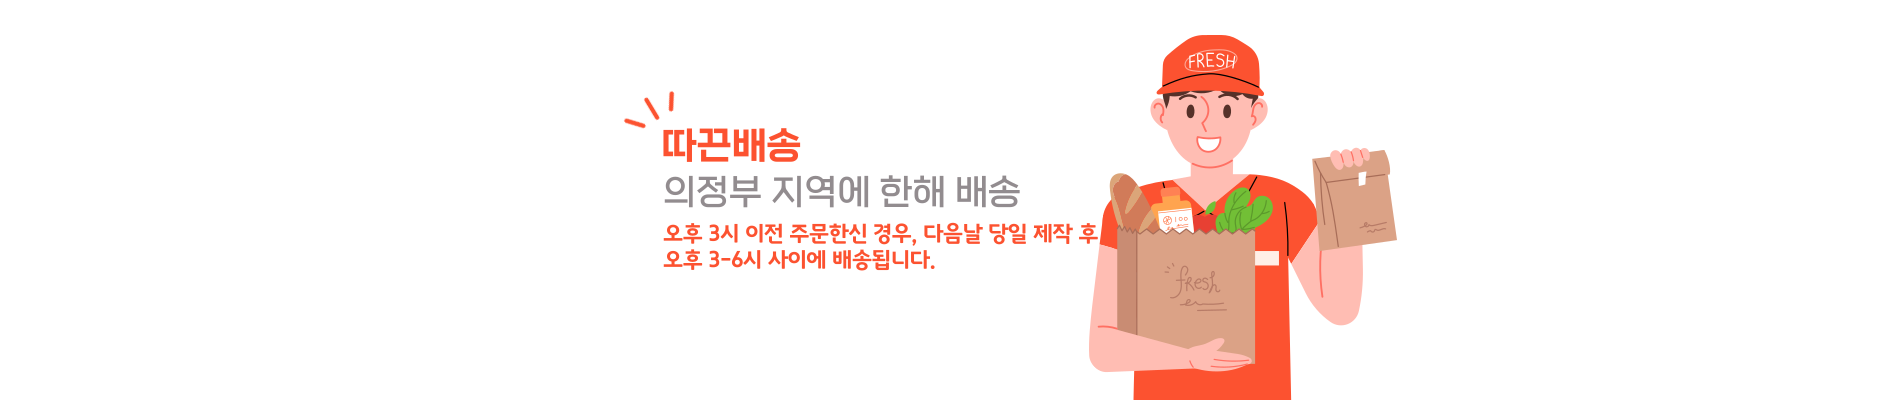 FRESH
따끈배송
의정부 지역에 한해 배송
오후 3시 이전 주문한신 경우, 다음날 당일 제작 후
오후 3-6시 사이에 배송됩니다.
100
fresh